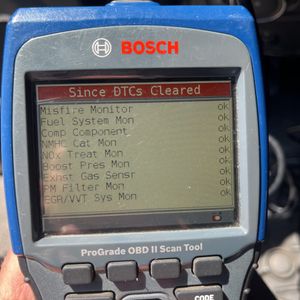 BOSCH
Since DTCs Cleared
Misfire Monitor ok
Fuel System Mon ok
Comp Component ok
NMHC Cat Mon ok
NOx Treat Mon ok
Boost Pres Mon ok
Exhst Gas Sensr ok
PM Filter Mon ok
EGR/VVT Sys Mon ok
ProGrade OBD II Scan Tool
CODE